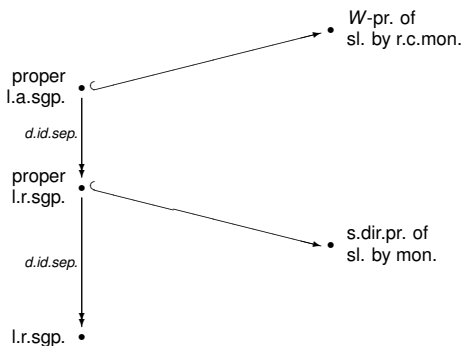 W-pr. of
sl. by r.c.mon.
proper
l.a.sgp.
d.id.sep.
proper
l.r.sgp.
s.dir.pr. of
sl. by mon.
d.id.sep.
l.r.sgp.